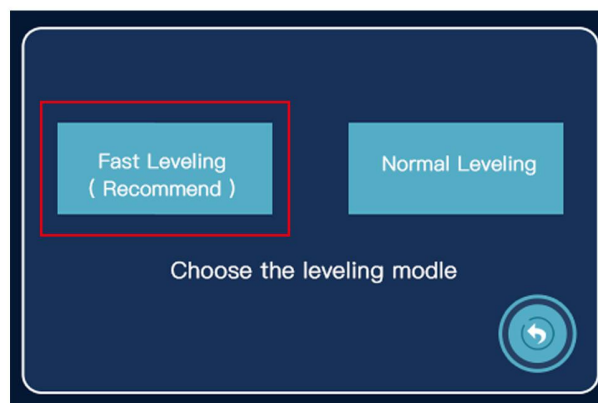 Fast Leveling
( Recommend )
Normal Leveling
Choose the leveling modle